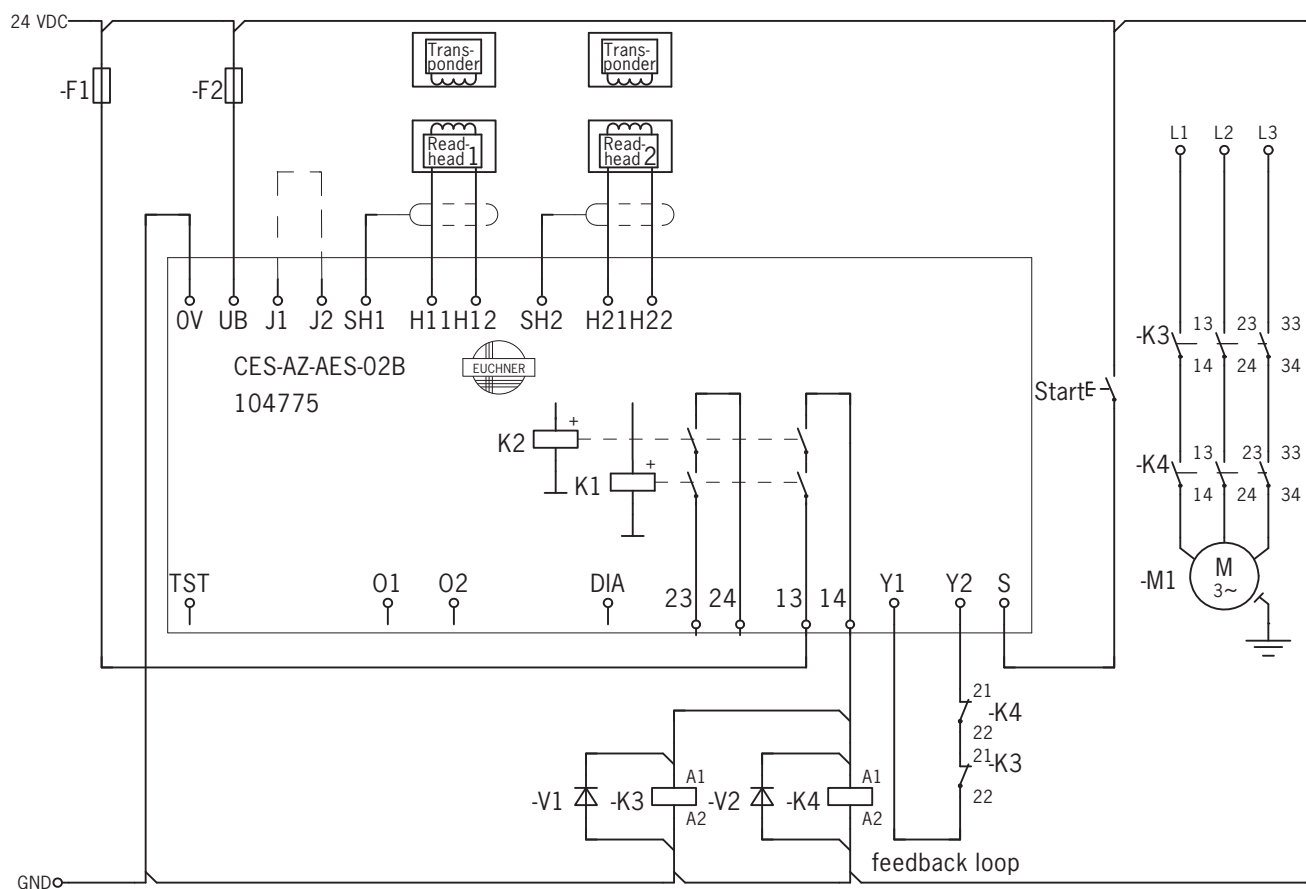 24 VDC
-F1
-F2
Trans-
ponder
Trans-
ponder
Read-
head 1
Read-
head 2
L1 L2 L3
0V UB J1 J2 SH1 H11 H12 SH2 H21 H22
CES-AZ-AES-02B
104775
EUCHNER
-K3
13 23 33
14 24 34
Start
E
K2
+
K1
+
-K4
13 23 33
14 24 34
-M1
M
3~
TST O1 O2 DIA 23 24 13 14 Y1 Y2 S
21
-K4
22
21
-K3
22
-V1
-K3
A1
A2
-V2
-K4
A1
A2
feedback loop
GND